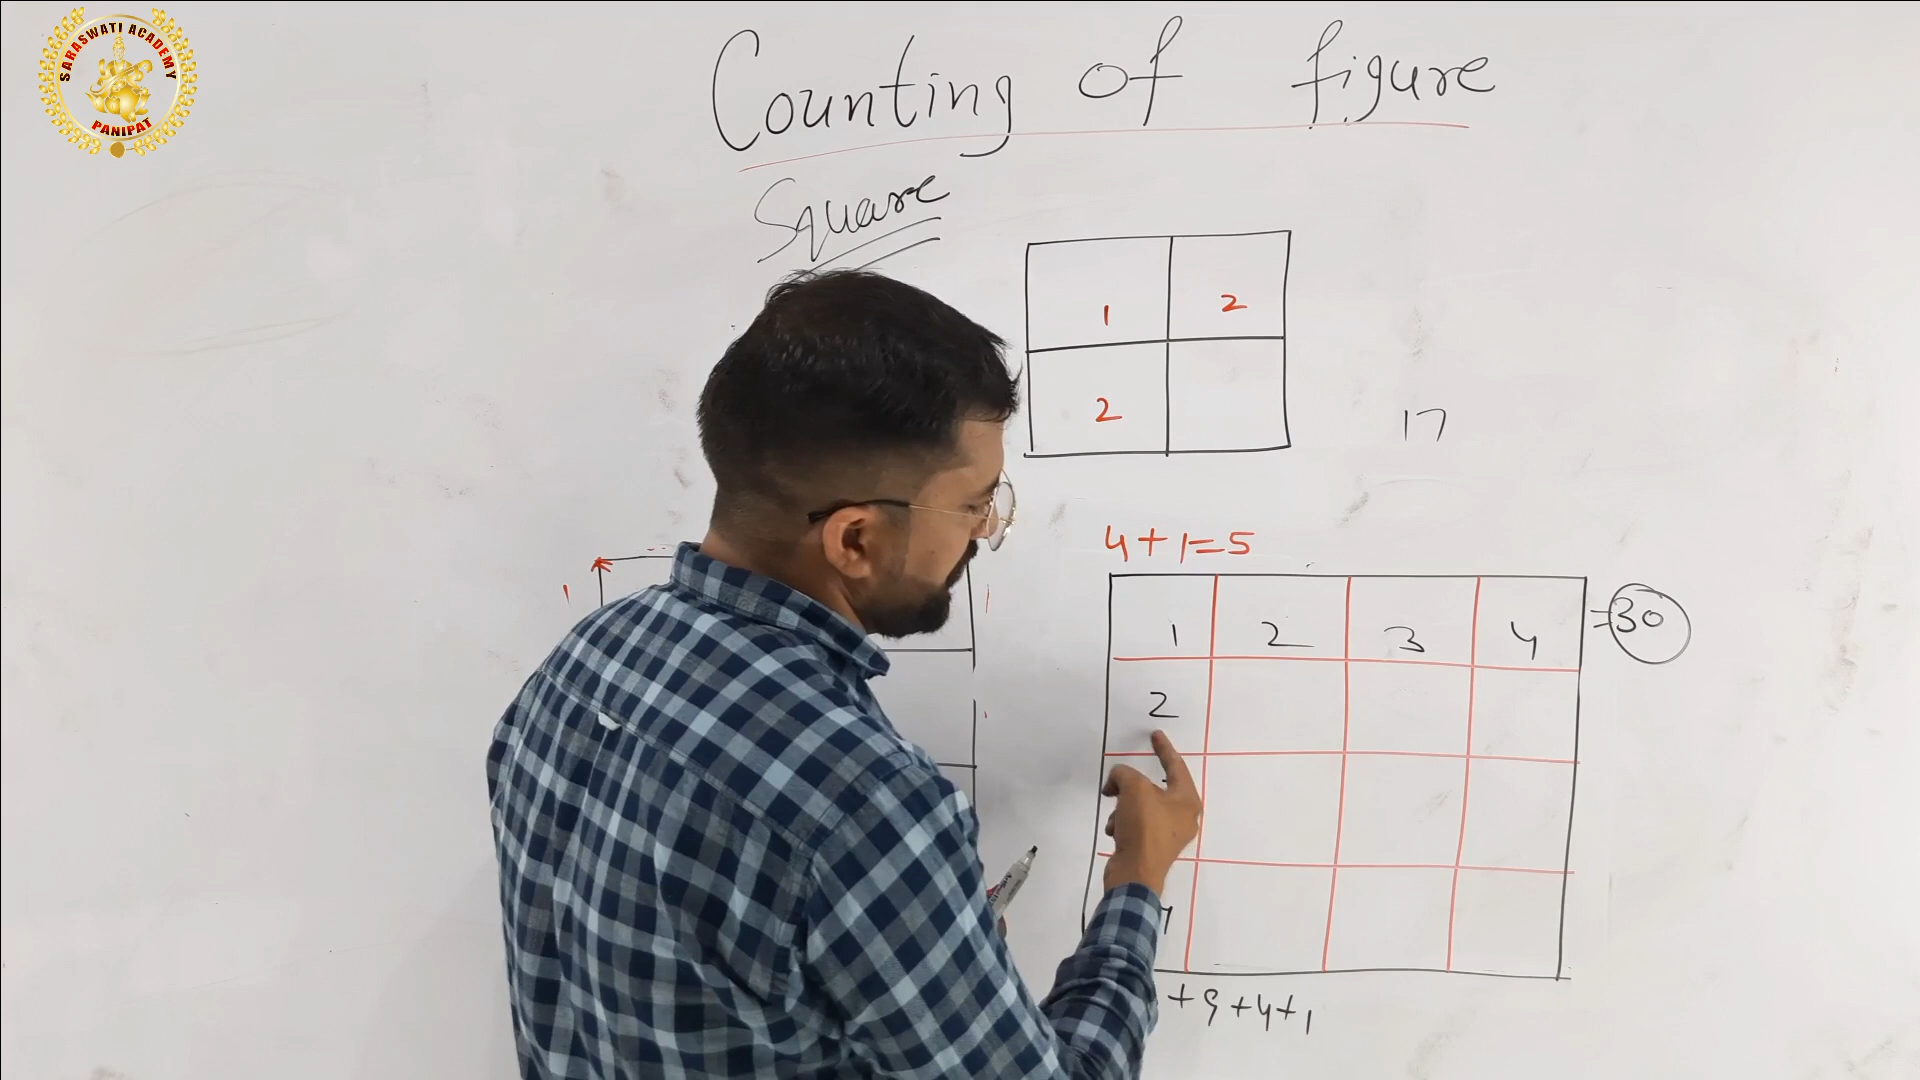 SARASWATI ACADEMY
PANIPAT
Counting of figure
Square
1 2
2
17
4+1=5
1 2 3 4
=30
2
+9+4+1